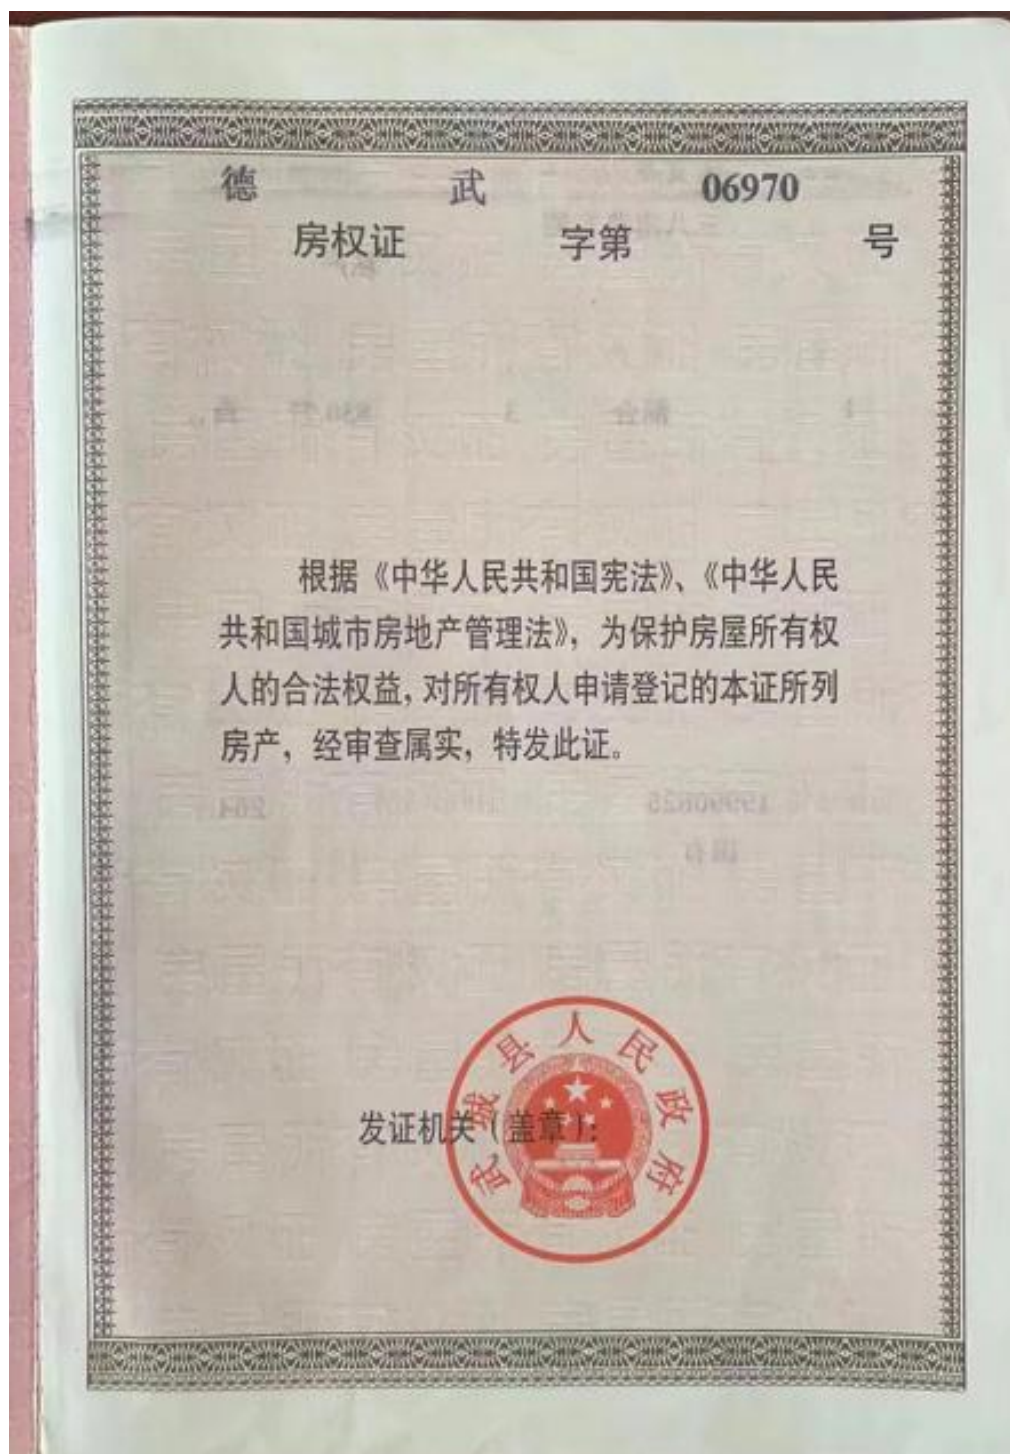 德 武 06970
房权证 字第 号
根据《中华人民共和国宪法》、《中华人民
共和国城市房地产管理法》，为保护房屋所有权
人的合法权益，对所有权人申请登记的本证所列
房产，经审查属实，特发此证。
发证机关（盖章）：
武城县人民政府